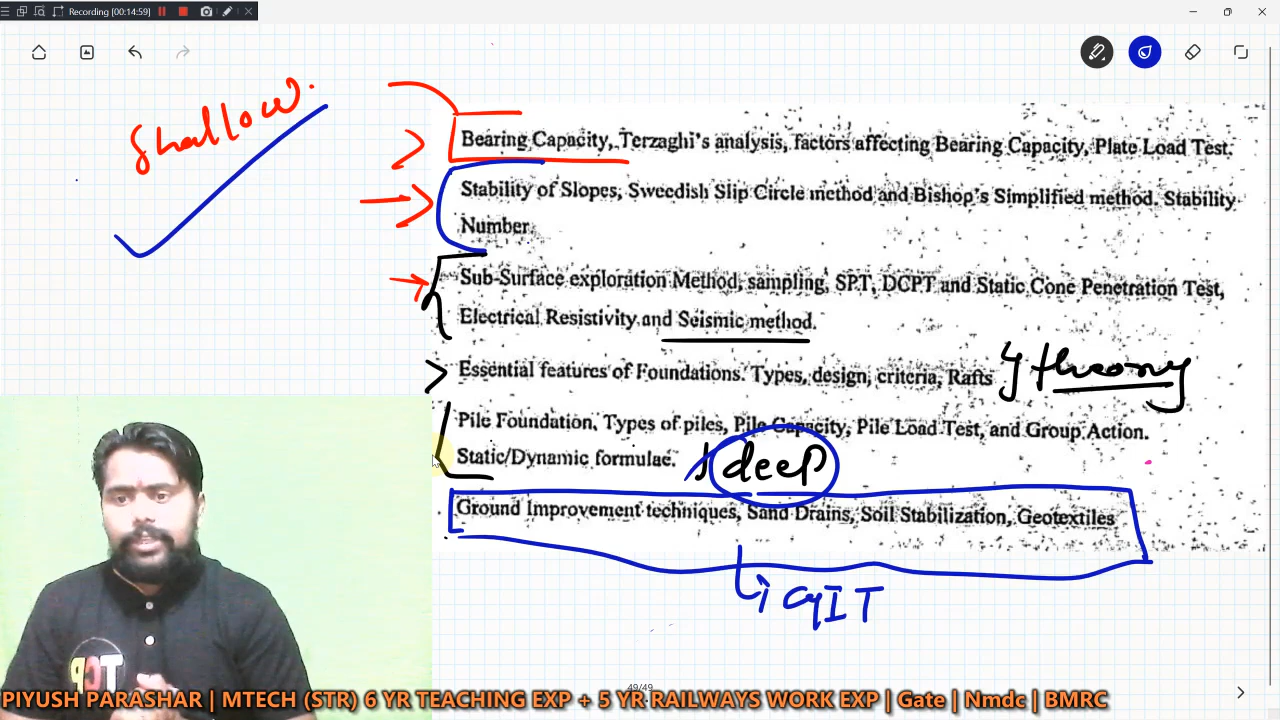 Recording [00:14:59]
Shallow.
Bearing Capacity, Terzaghi's analysis, factors affecting Bearing Capacity, Plate Load Test.
Stability of Slopes, Sweedish Slip Circle method and Bishop's Simplified method. Stability
Number.
Sub-Surface exploration Method, sampling, SPT, DCPT and Static Cone Penetration Test,
Electrical Resistivity and Seismic method.
Essential features of Foundations. Types, design, criteria, Rafts
theory
Pile Foundation, Types of piles, Pile Capacity, Pile Load Test, and Group Action.
Static/Dynamic formulae.
deep
Ground Improvement techniques, Sand Drains, Soil Stabilization, Geotextiles
GIT
TCP
49/49
PIYUSH PARASHAR | MTECH (STR) 6 YR TEACHING EXP + 5 YR RAILWAYS WORK EXP | Gate | Nmdc | BMRC